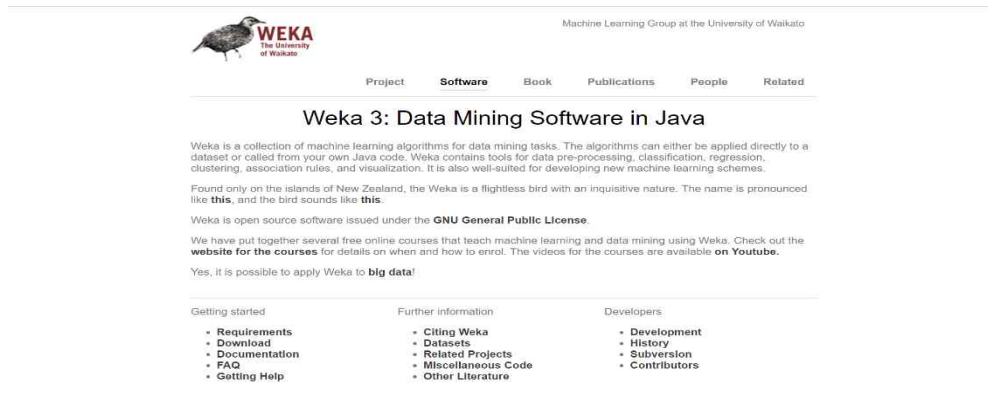 WEKA
The University
of Waikato
Machine Learning Group at the University of Waikato
Project Software Book Publications People Related
Weka 3: Data Mining Software in Java
Weka is a collection of machine learning algorithms for data mining tasks. The algorithms can either be applied directly to a
dataset or called from your own Java code. Weka contains tools for data pre-processing, classification, regression,
clustering, association rules, and visualization. It is also well-suited for developing new machine learning schemes.
Found only on the islands of New Zealand, the Weka is a flightless bird with an inquisitive nature. The name is pronounced
like this, and the bird sounds like this.
Weka is open source software issued under the GNU General Public License.
We have put together several free online courses that teach machine learning and data mining using Weka. Check out the
website for the courses for details on when and how to enrol. The videos for the courses are available on Youtube.
Yes, it is possible to apply Weka to big data!
Getting started
• Requirements
• Download
• Documentation
• FAQ
• Getting Help
Further information
• Citing Weka
• Datasets
• Related Projects
• Miscellaneous Code
• Other Literature
Developers
• Development
• History
• Subversion
• Contributors